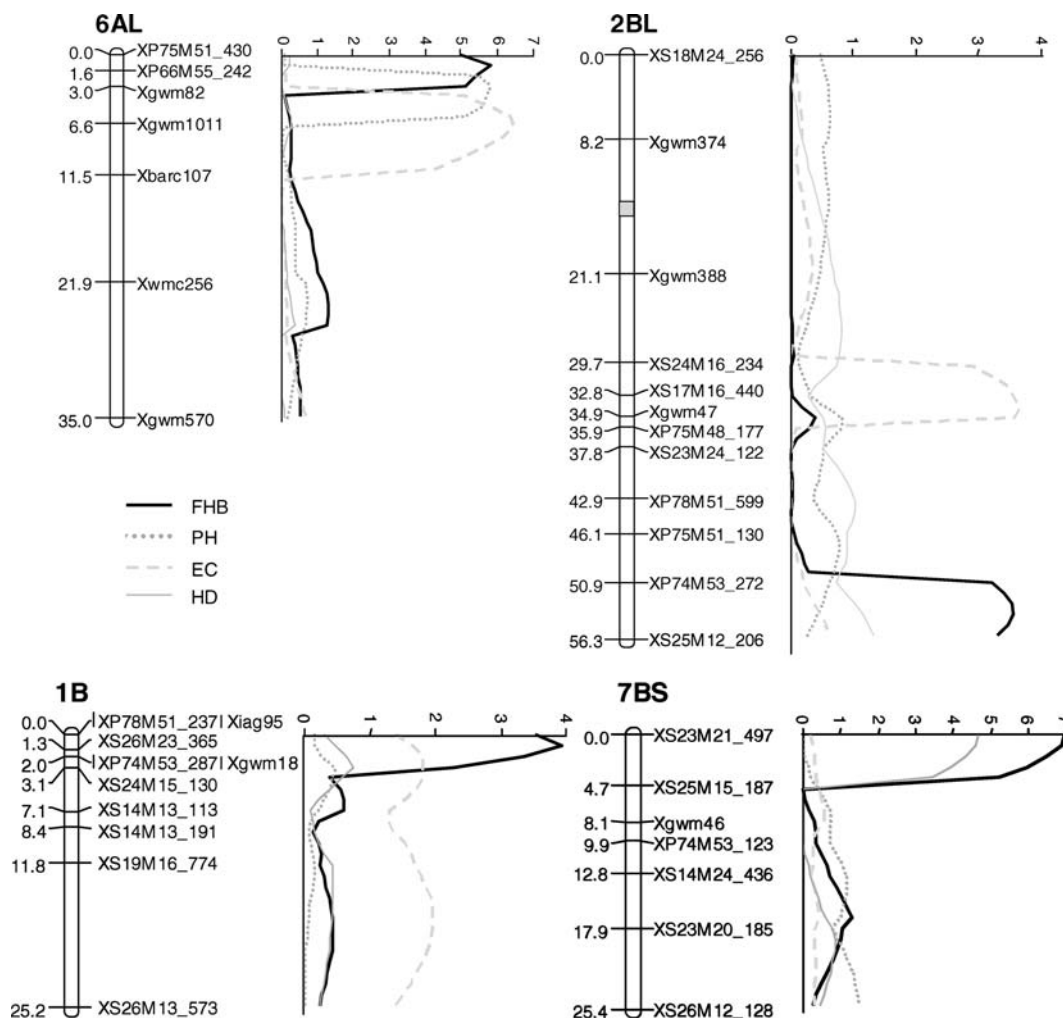 6AL
0 1 2 3 4 5 6 7
0.0 XP75M51_430
1.6 XP66M55_242
3.0 Xgwm82
6.6 Xgwm1011
11.5 Xbarc107
21.9 Xwmc256
35.0 Xgwm570
FHB
PH
EC
HD
2BL
0 1 2 3 4
0.0 XS18M24_256
8.2 Xgwm374
21.1 Xgwm388
29.7 XS24M16_234
32.8 XS17M16_440
34.9 Xgwm47
35.9 XP75M48_177
37.8 XS23M24_122
42.9 XP78M51_599
46.1 XP75M51_130
50.9 XP74M53_272
56.3 XS25M12_206
1B
0 1 2 3 4
0.0 XP78M51_237I Xiag95
1.3 XS26M23_365
2.0 XP74M53_287I Xgwm18
3.1 XS24M15_130
7.1 XS14M13_113
8.4 XS14M13_191
11.8 XS19M16_774
25.2 XS26M13_573
7BS
0 1 2 3 4 5 6 7
0.0 XS23M21_497
4.7 XS25M15_187
8.1 Xgwm46
9.9 XP74M53_123
12.8 XS14M24_436
17.9 XS23M20_185
25.4 XS26M12_128